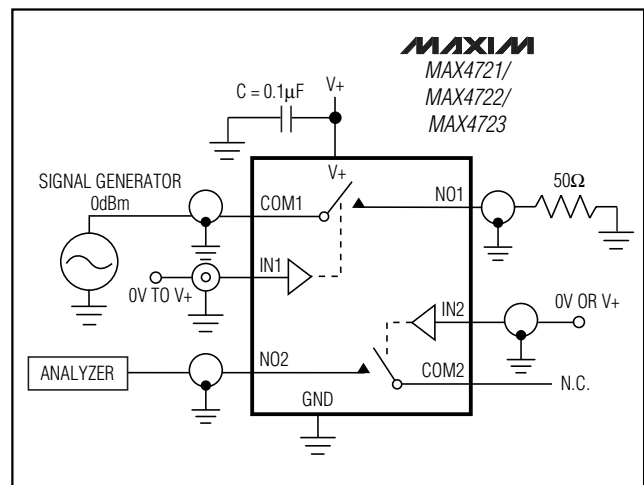 MAXIM
MAX4721/
MAX4722/
MAX4723
C = 0.1μF
V+
V+
SIGNAL GENERATOR
0dBm
COM1
NO1
50Ω
IN1
0V TO V+
IN2
0V OR V+
ANALYZER
NO2
COM2
N.C.
GND